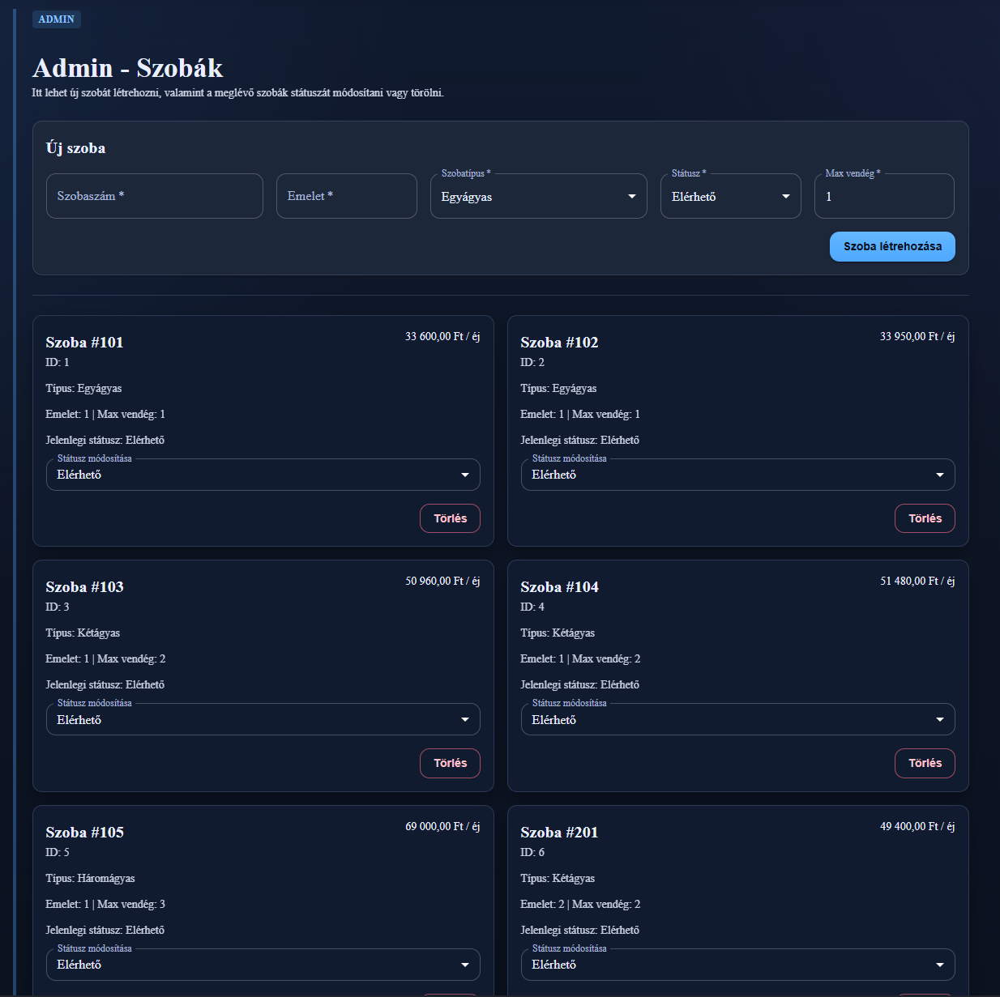 ADMIN
Admin - Szobák
Itt lehet új szobát létrehozni, valamint a meglévő szobák státuszát módosítani vagy törölni.
Új szoba
Szobaszám *
Emelet *
Szobatípus *
Egyágyas
Státusz *
Elérhető
Max vendég *
1
Szoba létrehozása
Szoba #101
33 600,00 Ft / éj
ID: 1
Típus: Egyágyas
Emelet: 1 | Max vendég: 1
Jelenlegi státusz: Elérhető
Státusz módosítása
Elérhető
Törlés
Szoba #102
33 950,00 Ft / éj
ID: 2
Típus: Egyágyas
Emelet: 1 | Max vendég: 1
Jelenlegi státusz: Elérhető
Státusz módosítása
Elérhető
Törlés
Szoba #103
50 960,00 Ft / éj
ID: 3
Típus: Kétágyas
Emelet: 1 | Max vendég: 2
Jelenlegi státusz: Elérhető
Státusz módosítása
Elérhető
Törlés
Szoba #104
51 480,00 Ft / éj
ID: 4
Típus: Kétágyas
Emelet: 1 | Max vendég: 2
Jelenlegi státusz: Elérhető
Státusz módosítása
Elérhető
Törlés
Szoba #105
69 000,00 Ft / éj
ID: 5
Típus: Háromágyas
Emelet: 1 | Max vendég: 3
Jelenlegi státusz: Elérhető
Státusz módosítása
Elérhető
Szoba #201
49 400,00 Ft / éj
ID: 6
Típus: Kétágyas
Emelet: 2 | Max vendég: 2
Jelenlegi státusz: Elérhető
Státusz módosítása
Elérhető